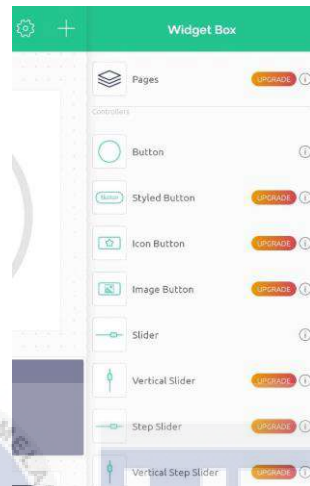 Widget Box
Pages UPGRADE
Controllers
Button
Button Styled Button UPGRADE
Icon Button UPGRADE
Image Button UPGRADE
Slider
Vertical Slider UPGRADE
Step Slider UPGRADE
Vertical Step Slider UPGRADE